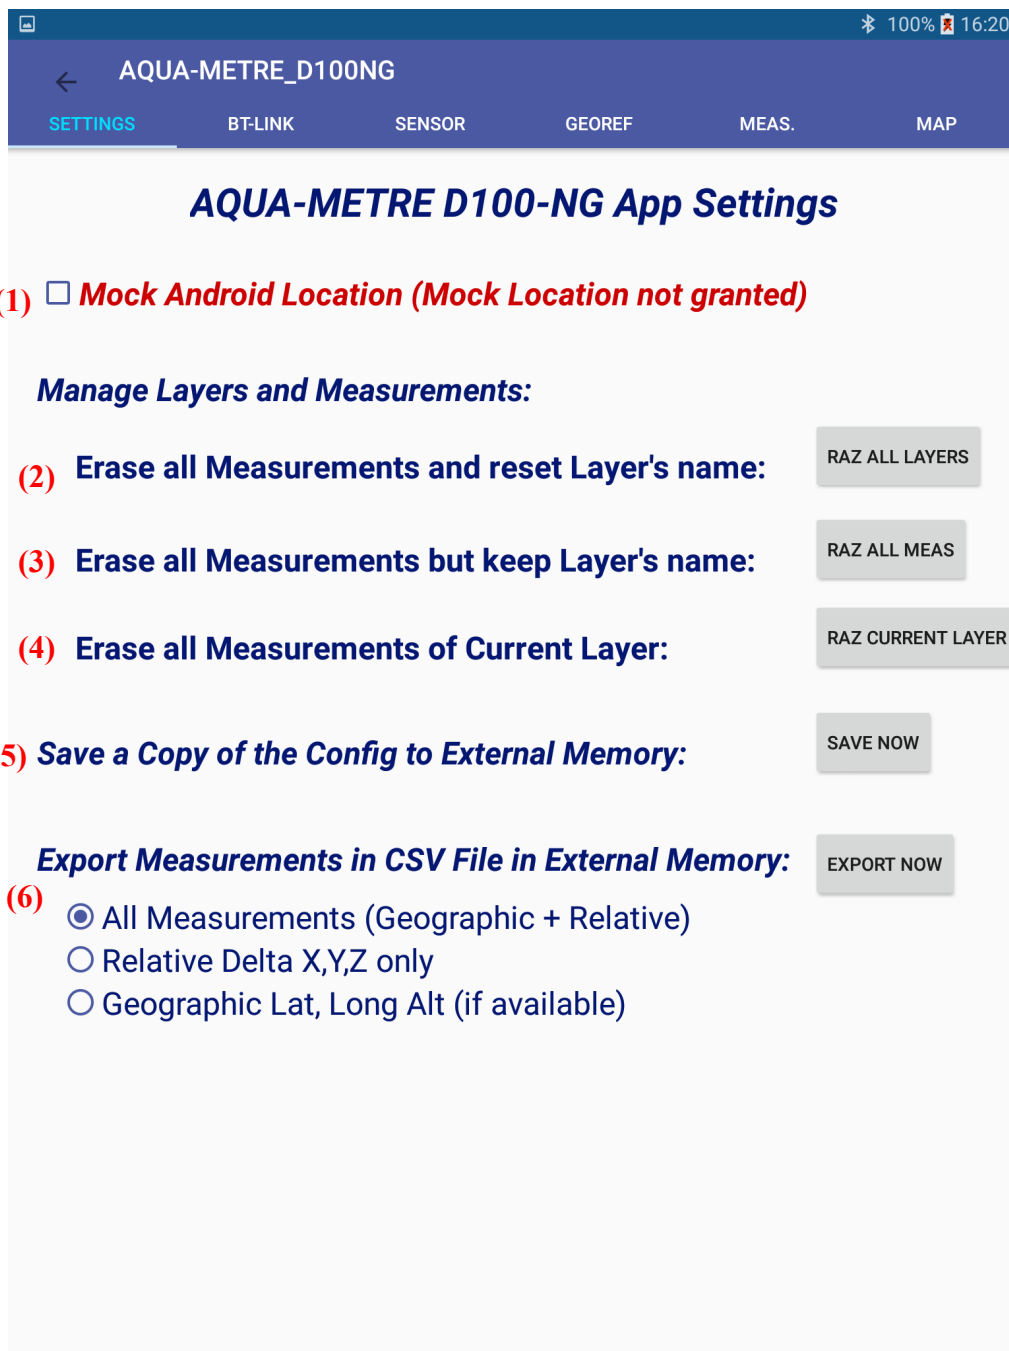 100% 16:20
AQUA-METRE_D100NG
SETTINGS BT-LINK SENSOR GEOREF MEAS. MAP
AQUA-METRE D100-NG App Settings
(1) Mock Android Location (Mock Location not granted)
Manage Layers and Measurements:
(2) Erase all Measurements and reset Layer's name: RAZ ALL LAYERS
(3) Erase all Measurements but keep Layer's name: RAZ ALL MEAS
(4) Erase all Measurements of Current Layer: RAZ CURRENT LAYER
5) Save a Copy of the Config to External Memory: SAVE NOW
Export Measurements in CSV File in External Memory: EXPORT NOW
(6)
All Measurements (Geographic + Relative)
Relative Delta X,Y,Z only
Geographic Lat, Long Alt (if available)